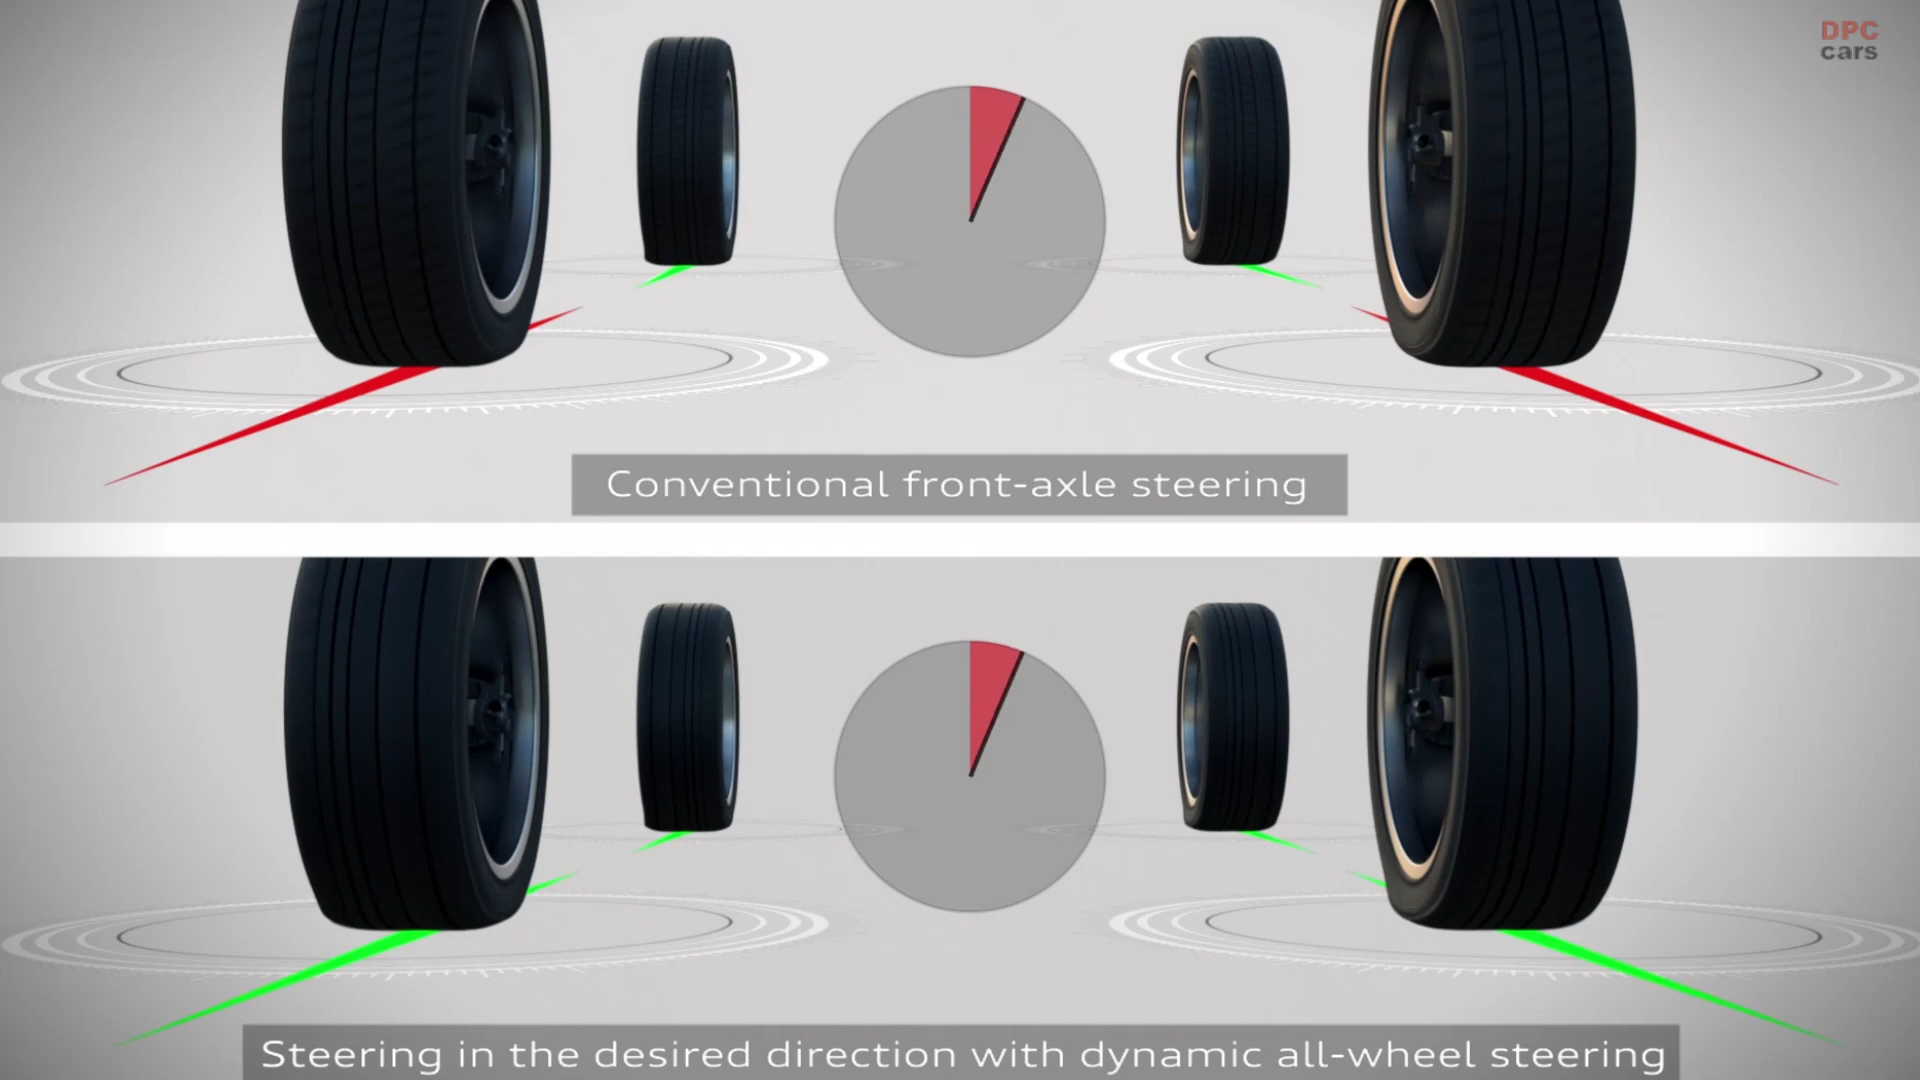 DPC
cars
Conventional front-axle steering
Steering in the desired direction with dynamic all-wheel steering